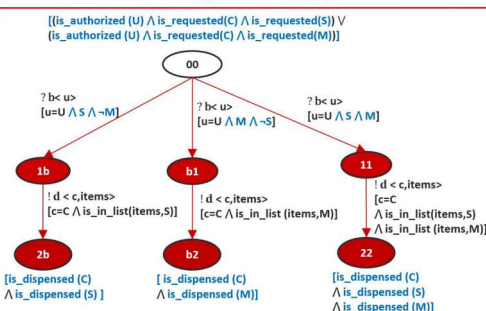 [(is_authorized (U) Λ is_requested(C) Λ is_requested(S)) V
(is_authorized (U) Λ is_requested(C) Λ is_requested(M))]
00
? b< u>
[u=U Λ S Λ ¬M]
? b< u>
[u=U Λ M Λ ¬S]
? b< u>
[u=U Λ S Λ M]
1b
b1
11
! d < c,items>
[c=C Λ is_in_list(items,S)]
! d < c,items>
[c=C Λ is_in_list (items,M)]
! d < c,items>
[c=C
Λ is_in_list(items,S)
Λ is_in_list (items,M)]
2b
b2
22
[is_dispensed (C)
Λ is_dispensed (S) ]
[ is_dispensed (C)
Λ is_dispensed (M)]
[is_dispensed (C)
Λ is_dispensed (S)
Λ is_dispensed (M)]